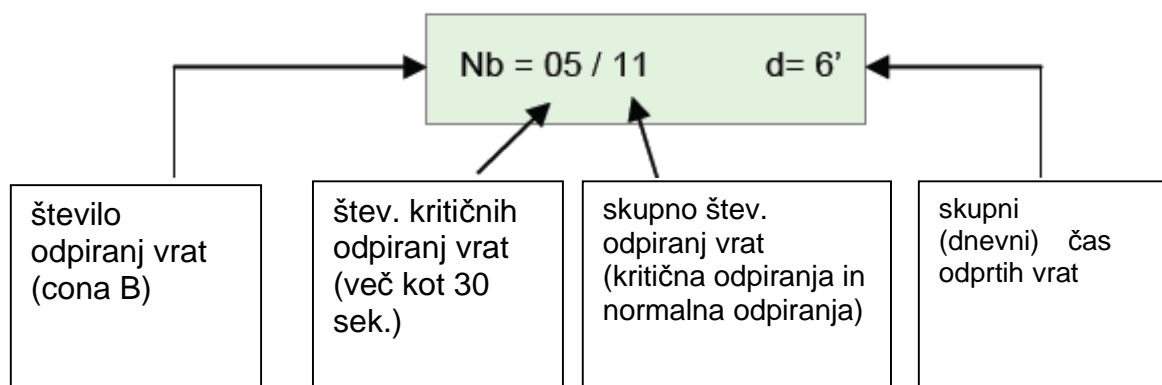 Nb = 05 / 11 d= 6’
število
odpiranj vrat
(cona B)
štev. kritičnih
odpiranj vrat
(več kot 30
sek.)
skupno štev.
odpiranj vrat
(kritična odpiranja in
normalna odpiranja)
skupni
(dnevni) čas
odprtih vrat